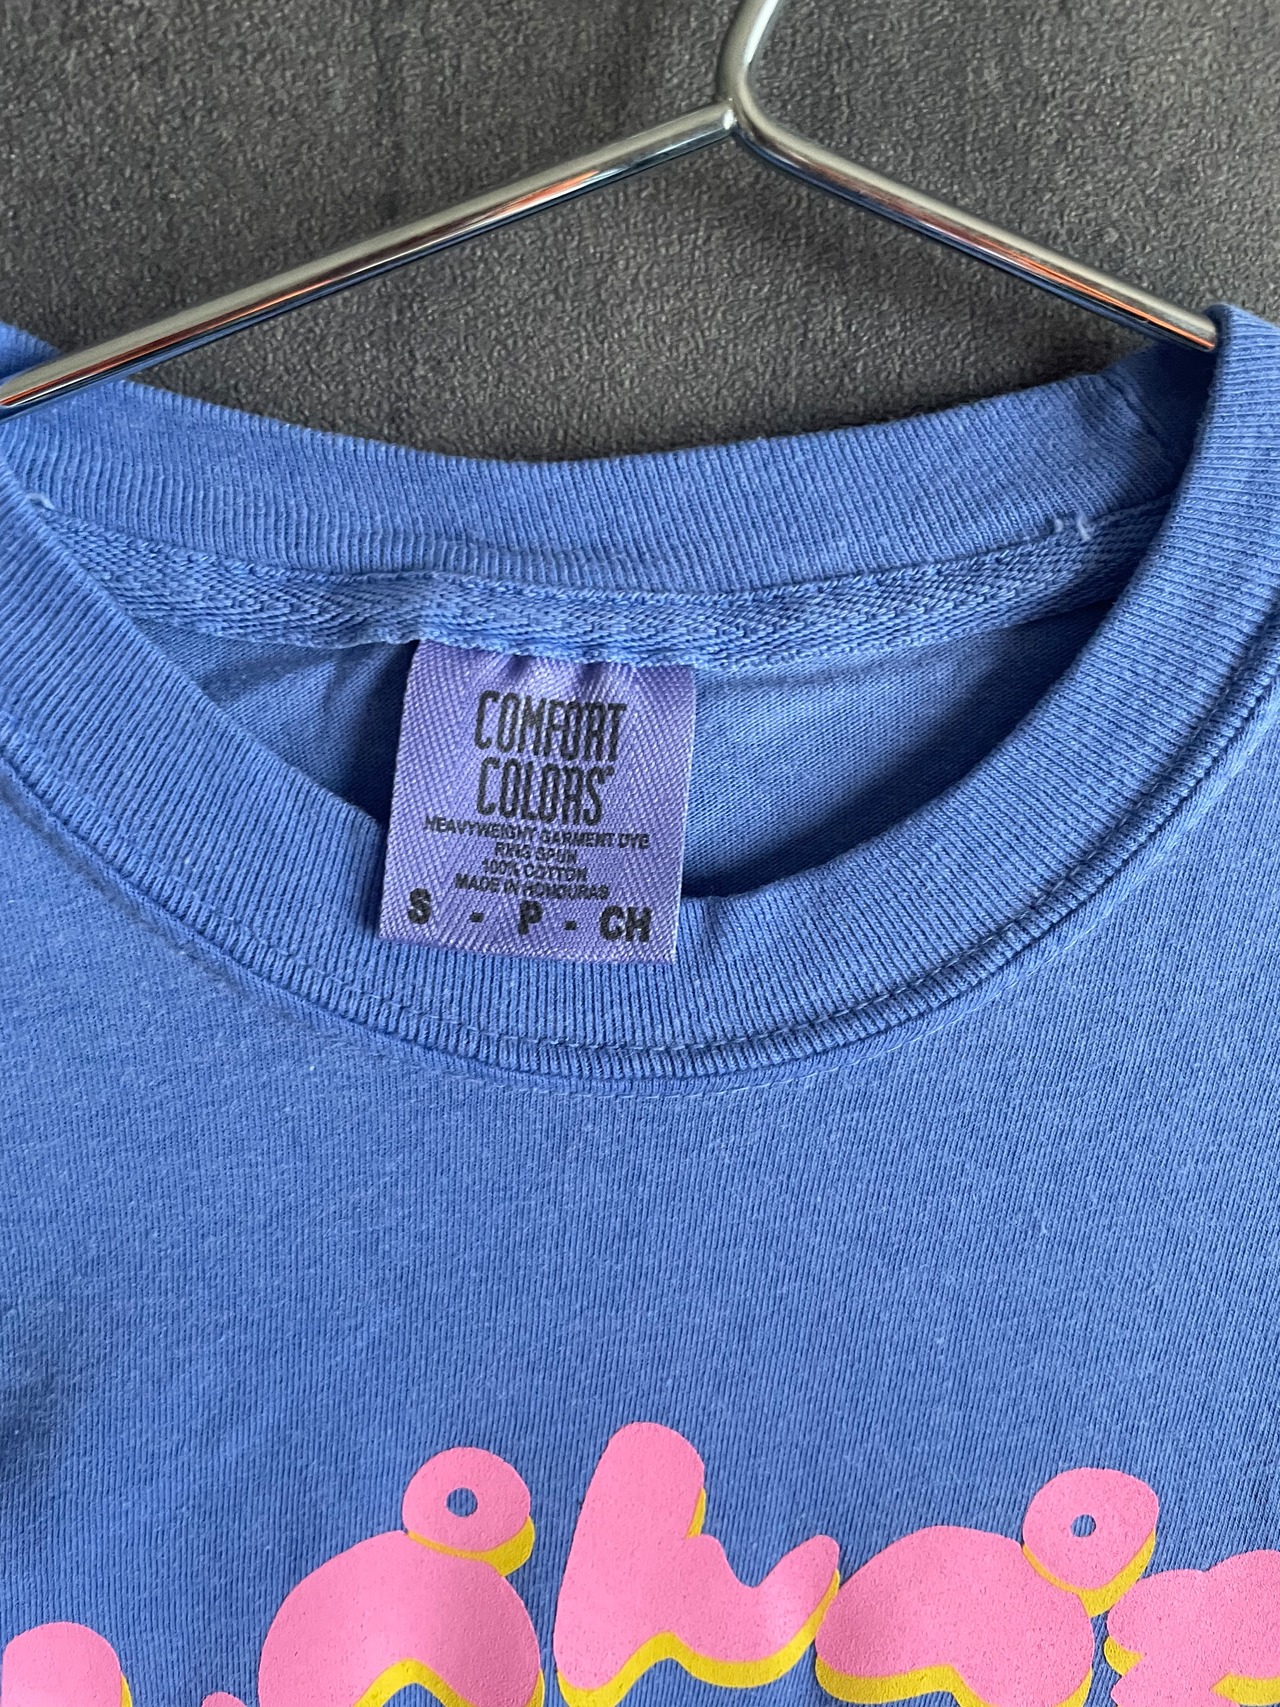 COMFORT
COLORS®
HEAVYWEIGHT GARMENT DYE
RING SPUN
100% COTTON
MADE IN HONDURAS
S - P - CH